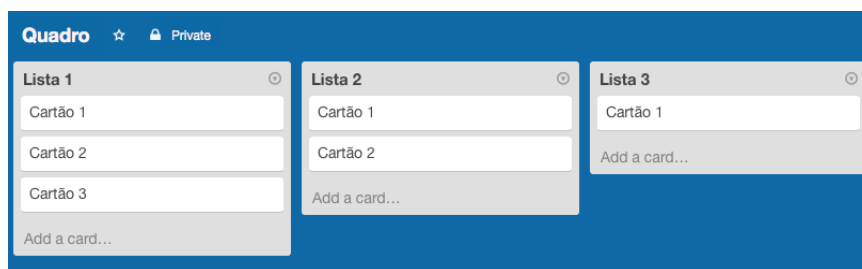 Quadro Private
Lista 1
Cartão 1
Cartão 2
Cartão 3
Add a card...
Lista 2
Cartão 1
Cartão 2
Add a card...
Lista 3
Cartão 1
Add a card...